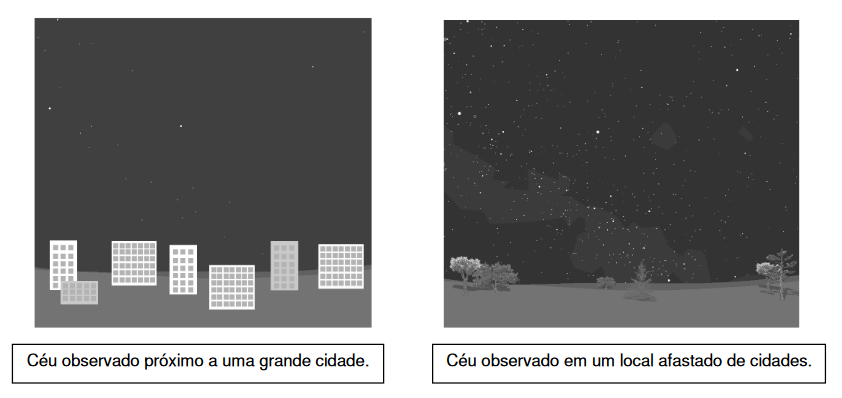 Céu observado próximo a uma grande cidade.
Céu observado em um local afastado de cidades.